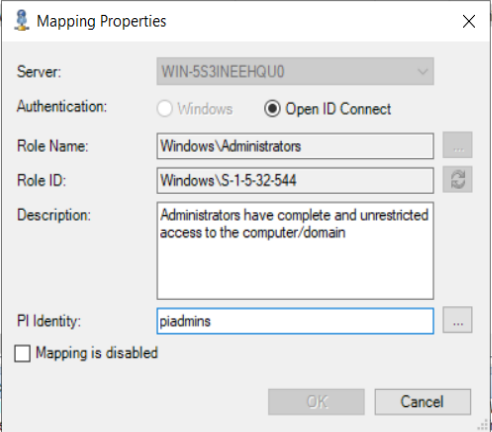 Mapping Properties
Server: WIN-5S3INEEHQU0
Authentication: Windows Open ID Connect
Role Name: Windows\Administrators ...
Role ID: Windows\S-1-5-32-544
Description: Administrators have complete and unrestricted
access to the computer/domain
PI Identity: piadmins ...
Mapping is disabled
OK Cancel